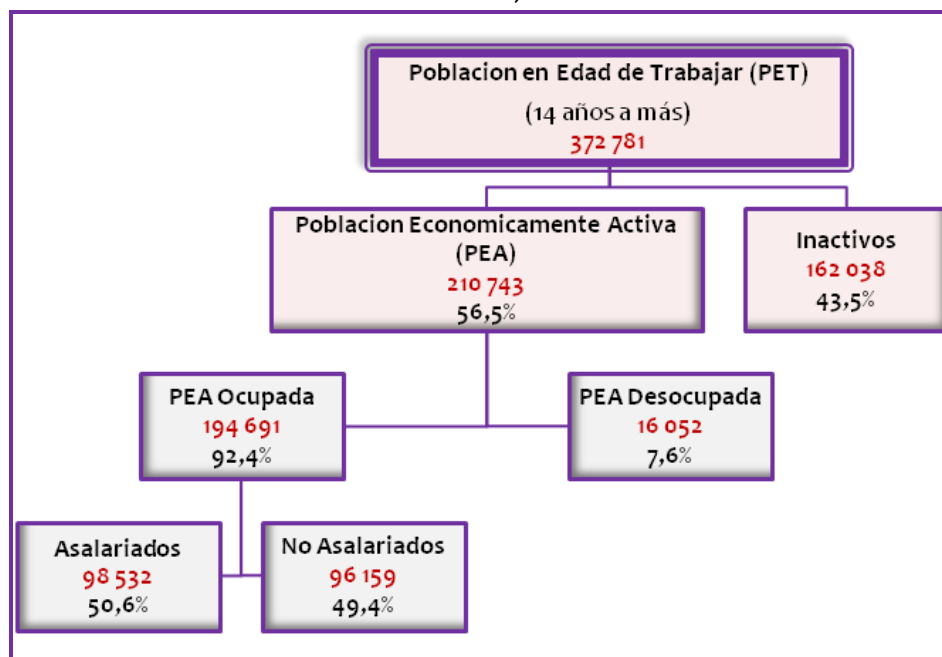 Poblacion en Edad de Trabajar (PET)
(14 años a más)
372 781
Poblacion Economicamente Activa
(PEA)
210 743
56,5%
Inactivos
162 038
43,5%
PEA Ocupada
194 691
92,4%
PEA Desocupada
16 052
7,6%
Asalariados
98 532
50,6%
No Asalariados
96 159
49,4%